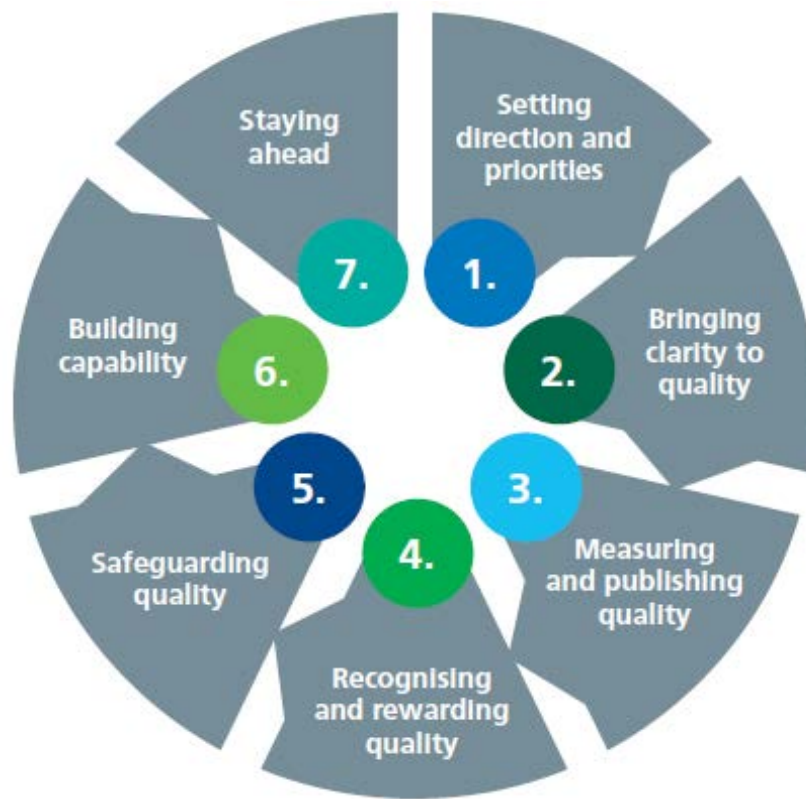 1.
Setting
direction and
priorities
2.
Bringing
clarity to
quality
3.
Measuring
and publishing
quality
4.
Recognising
and rewarding
quality
5.
Safeguarding
quality
6.
Building
capability
7.
Staying
ahead